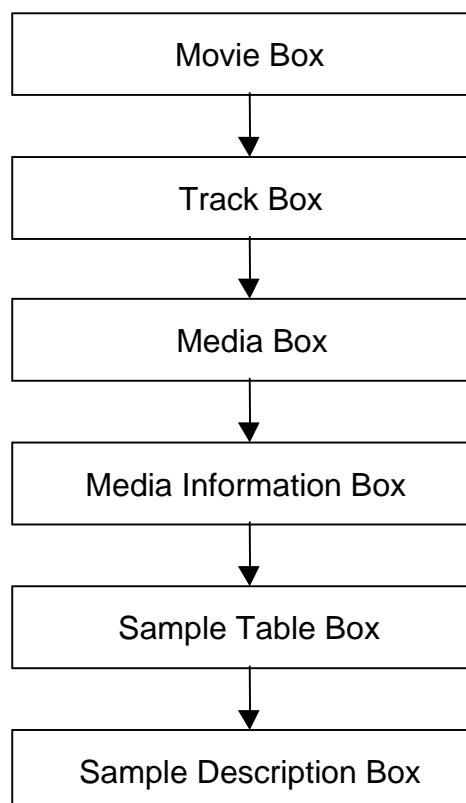 Movie Box
Track Box
Media Box
Media Information Box
Sample Table Box
Sample Description Box